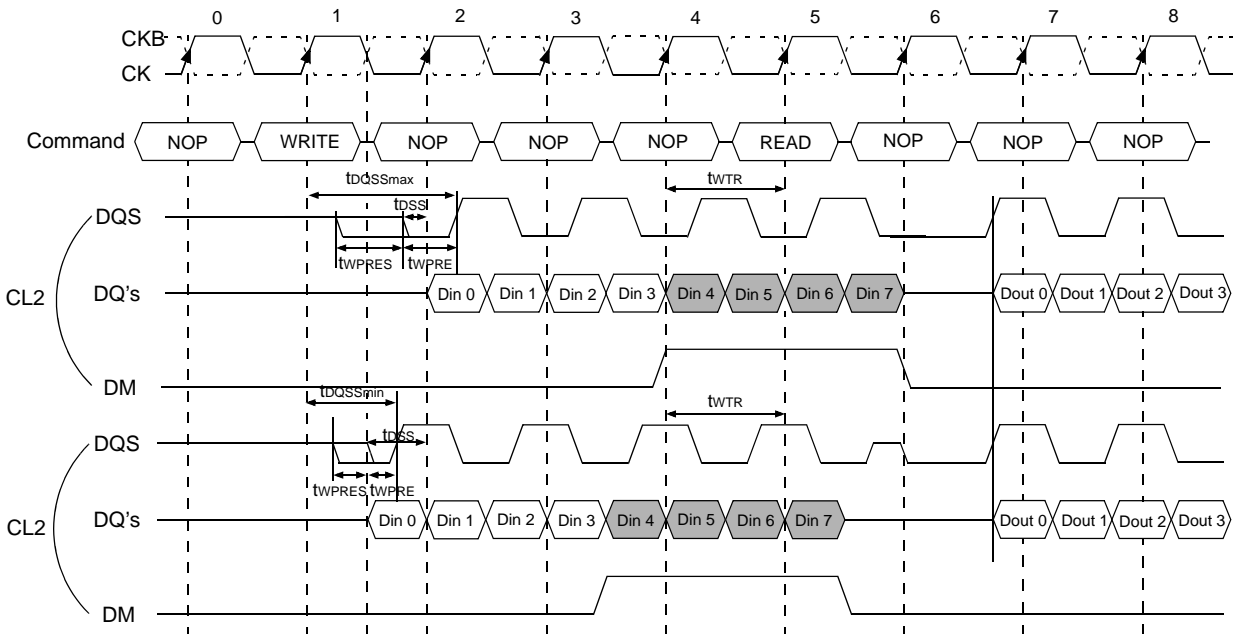 0 1 2 3 4 5 6 7 8
CKB
CK
Command NOP WRITE NOP NOP NOP READ NOP NOP NOP
tDQSSmax tWTR
tDSS
DQS
tWPRES tWPRE
CL2 DQ's Din 0 Din 1 Din 2 Din 3 Din 4 Din 5 Din 6 Din 7 Dout 0 Dout 1 Dout 2 Dout 3
DM
tDQSSmin tWTR
DQS tDSS
tWPRES tWPRE
CL2 DQ's Din 0 Din 1 Din 2 Din 3 Din 4 Din 5 Din 6 Din 7 Dout 0 Dout 1 Dout 2 Dout 3
DM